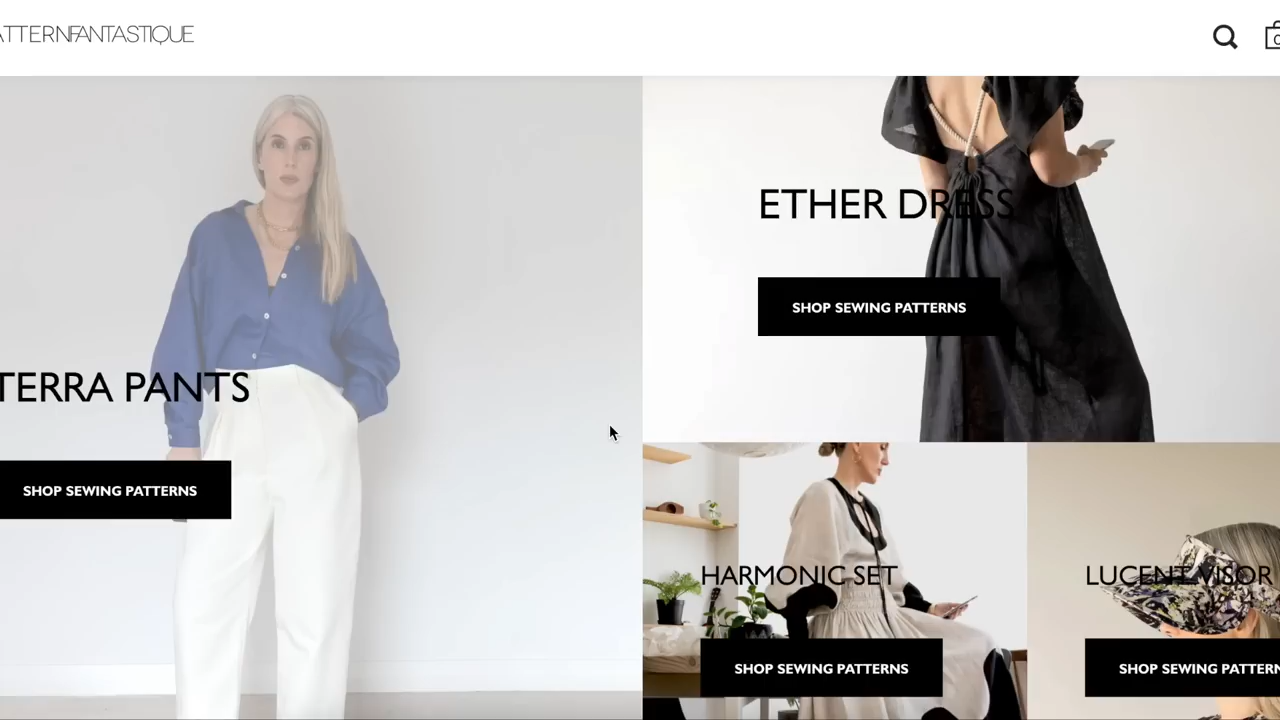 ATTERNFANTASTIQUE
TERRA PANTS
SHOP SEWING PATTERNS
ETHER DRESS
SHOP SEWING PATTERNS
HARMONIC SET
SHOP SEWING PATTERNS
LUCENT VISOR
SHOP SEWING PATTERN